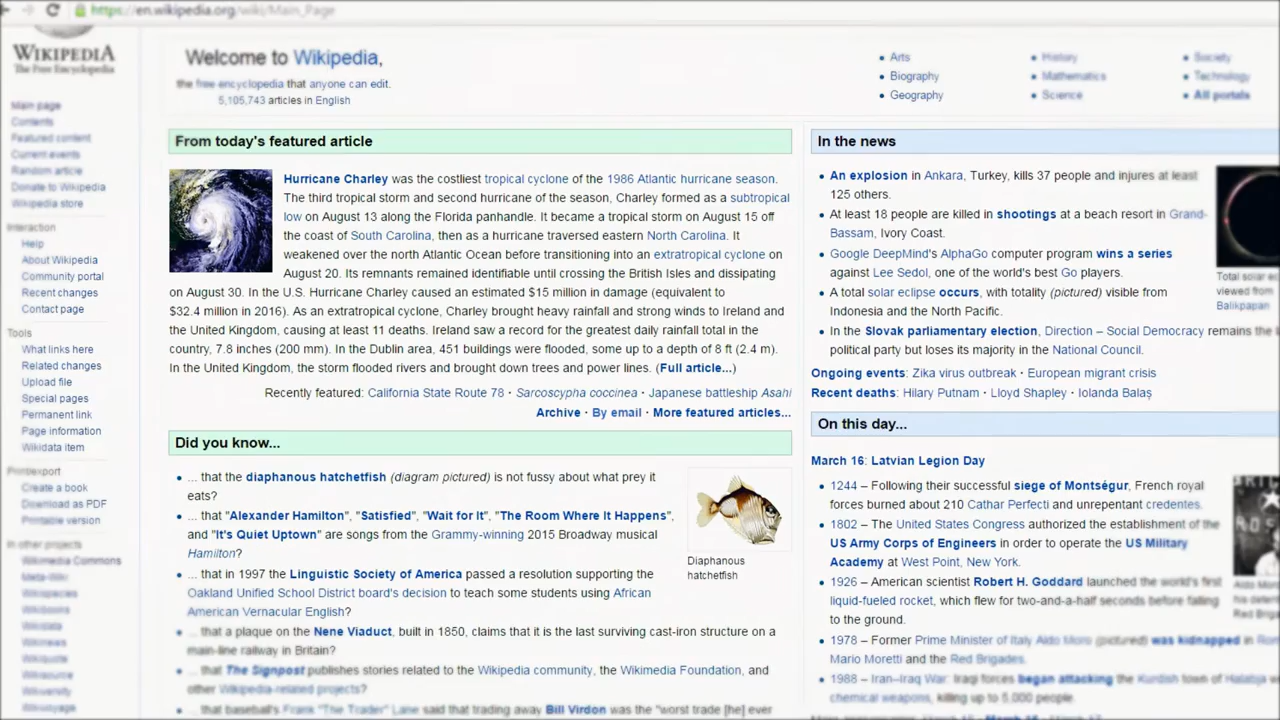 https://en.wikipedia.org/wiki/Main_Page
WIKIPEDIA
The Free Encyclopedia
Main page
Contents
Featured content
Current events
Random article
Donate to Wikipedia
Wikipedia store
Interaction
Help
About Wikipedia
Community portal
Recent changes
Contact page
Tools
What links here
Related changes
Upload file
Special pages
Permanent link
Page information
Wikidata item
Print/export
Create a book
Download as PDF
Printable version
In other projects
Wikimedia Commons
Meta-Wiki
Wikispecies
Wikibooks
Wikidata
Wikinews
Wikiquote
Wikisource
Wikiversity
Wikivoyage
Welcome to Wikipedia,
the free encyclopedia that anyone can edit.
5,105,743 articles in English
Arts
Biography
Geography
History
Mathematics
Science
Society
Technology
All portals
From today's featured article
Hurricane Charley was the costliest tropical cyclone of the 1986 Atlantic hurricane season.
The third tropical storm and second hurricane of the season, Charley formed as a subtropical
low on August 13 along the Florida panhandle. It became a tropical storm on August 15 off
the coast of South Carolina, then as a hurricane traversed eastern North Carolina. It
weakened over the north Atlantic Ocean before transitioning into an extratropical cyclone on
August 20. Its remnants remained identifiable until crossing the British Isles and dissipating
on August 30. In the U.S. Hurricane Charley caused an estimated $15 million in damage (equivalent to
$32.4 million in 2016). As an extratropical cyclone, Charley brought heavy rainfall and strong winds to Ireland and
the United Kingdom, causing at least 11 deaths. Ireland saw a record for the greatest daily rainfall total in the
country, 7.8 inches (200 mm). In the Dublin area, 451 buildings were flooded, some up to a depth of 8 ft (2.4 m).
In the United Kingdom, the storm flooded rivers and brought down trees and power lines. (Full article...)
Recently featured: California State Route 78 · Sarcoscypha coccinea · Japanese battleship Asahi
Archive · By email · More featured articles...
Did you know...
... that the diaphanous hatchetfish (diagram pictured) is not fussy about what prey it
eats?
... that "Alexander Hamilton", "Satisfied", "Wait for It", "The Room Where It Happens",
and "It's Quiet Uptown" are songs from the Grammy-winning 2015 Broadway musical
Hamilton?
... that in 1997 the Linguistic Society of America passed a resolution supporting the
Oakland Unified School District board's decision to teach some students using African
American Vernacular English?
... that a plaque on the Nene Viaduct, built in 1850, claims that it is the last surviving cast-iron structure on a
main-line railway in Britain?
... that The Signpost publishes stories related to the Wikipedia community, the Wikimedia Foundation, and
other Wikipedia-related projects?
... that baseball's Frank "The Trader" Lane said that trading away Bill Virdon was the "worst trade [he] ever
Diaphanous
hatchetfish
In the news
An explosion in Ankara, Turkey, kills 37 people and injures at least
125 others.
At least 18 people are killed in shootings at a beach resort in Grand-
Bassam, Ivory Coast.
Google DeepMind's AlphaGo computer program wins a series
against Lee Sedol, one of the world's best Go players.
A total solar eclipse occurs, with totality (pictured) visible from
Indonesia and the North Pacific.
In the Slovak parliamentary election, Direction – Social Democracy remains the
political party but loses its majority in the National Council.
Total solar ec
viewed from
Balikpapan
Ongoing events: Zika virus outbreak · European migrant crisis
Recent deaths: Hilary Putnam · Lloyd Shapley · Iolanda Balaş
On this day...
March 16: Latvian Legion Day
1244 – Following their successful siege of Montségur, French royal
forces burned about 210 Cathar Perfecti and unrepentant credentes.
1802 – The United States Congress authorized the establishment of the
US Army Corps of Engineers in order to operate the US Military
Academy at West Point, New York.
1926 – American scientist Robert H. Goddard launched the world's first
liquid-fueled rocket, which flew for two-and-a-half seconds before falling
to the ground.
1978 – Former Prime Minister of Italy Aldo Moro (pictured) was kidnapped in Ro
Mario Moretti and the Red Brigades.
1988 – Iran–Iraq War: Iraqi forces began attacking the Kurdish town of Halabja
chemical weapons, killing up to 5,000 people.
Aldo Mo
his deten
Red Brig